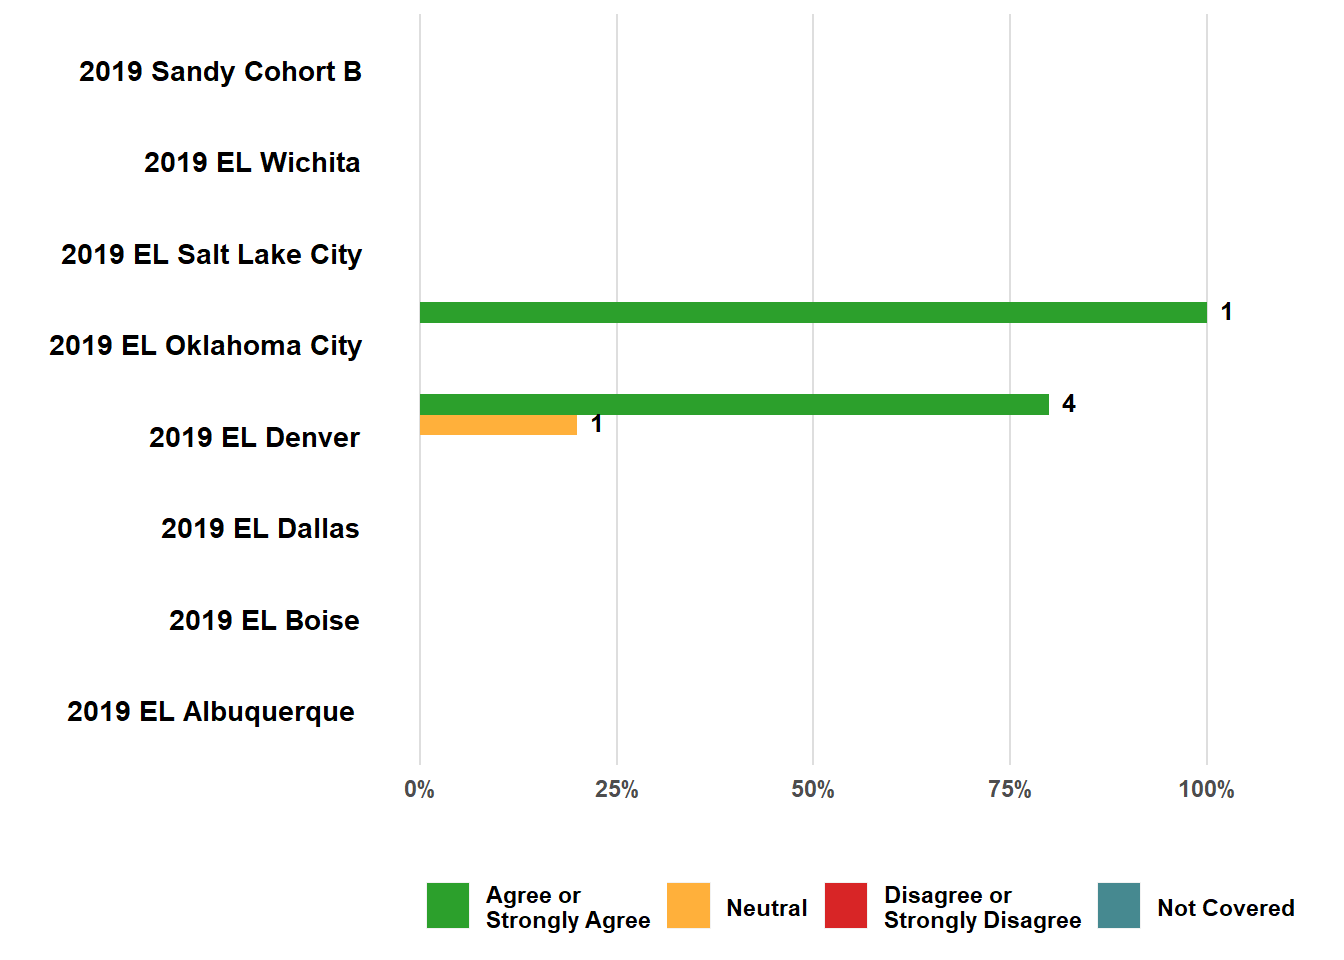 2019 Sandy Cohort B
2019 EL Wichita
2019 EL Salt Lake City
1
2019 EL Oklahoma City
4
1
2019 EL Denver
2019 EL Dallas
2019 EL Boise
2019 EL Albuquerque
0% 25% 50% 75% 100%
Agree or
Strongly Agree
Neutral
Disagree or
Strongly Disagree
Not Covered